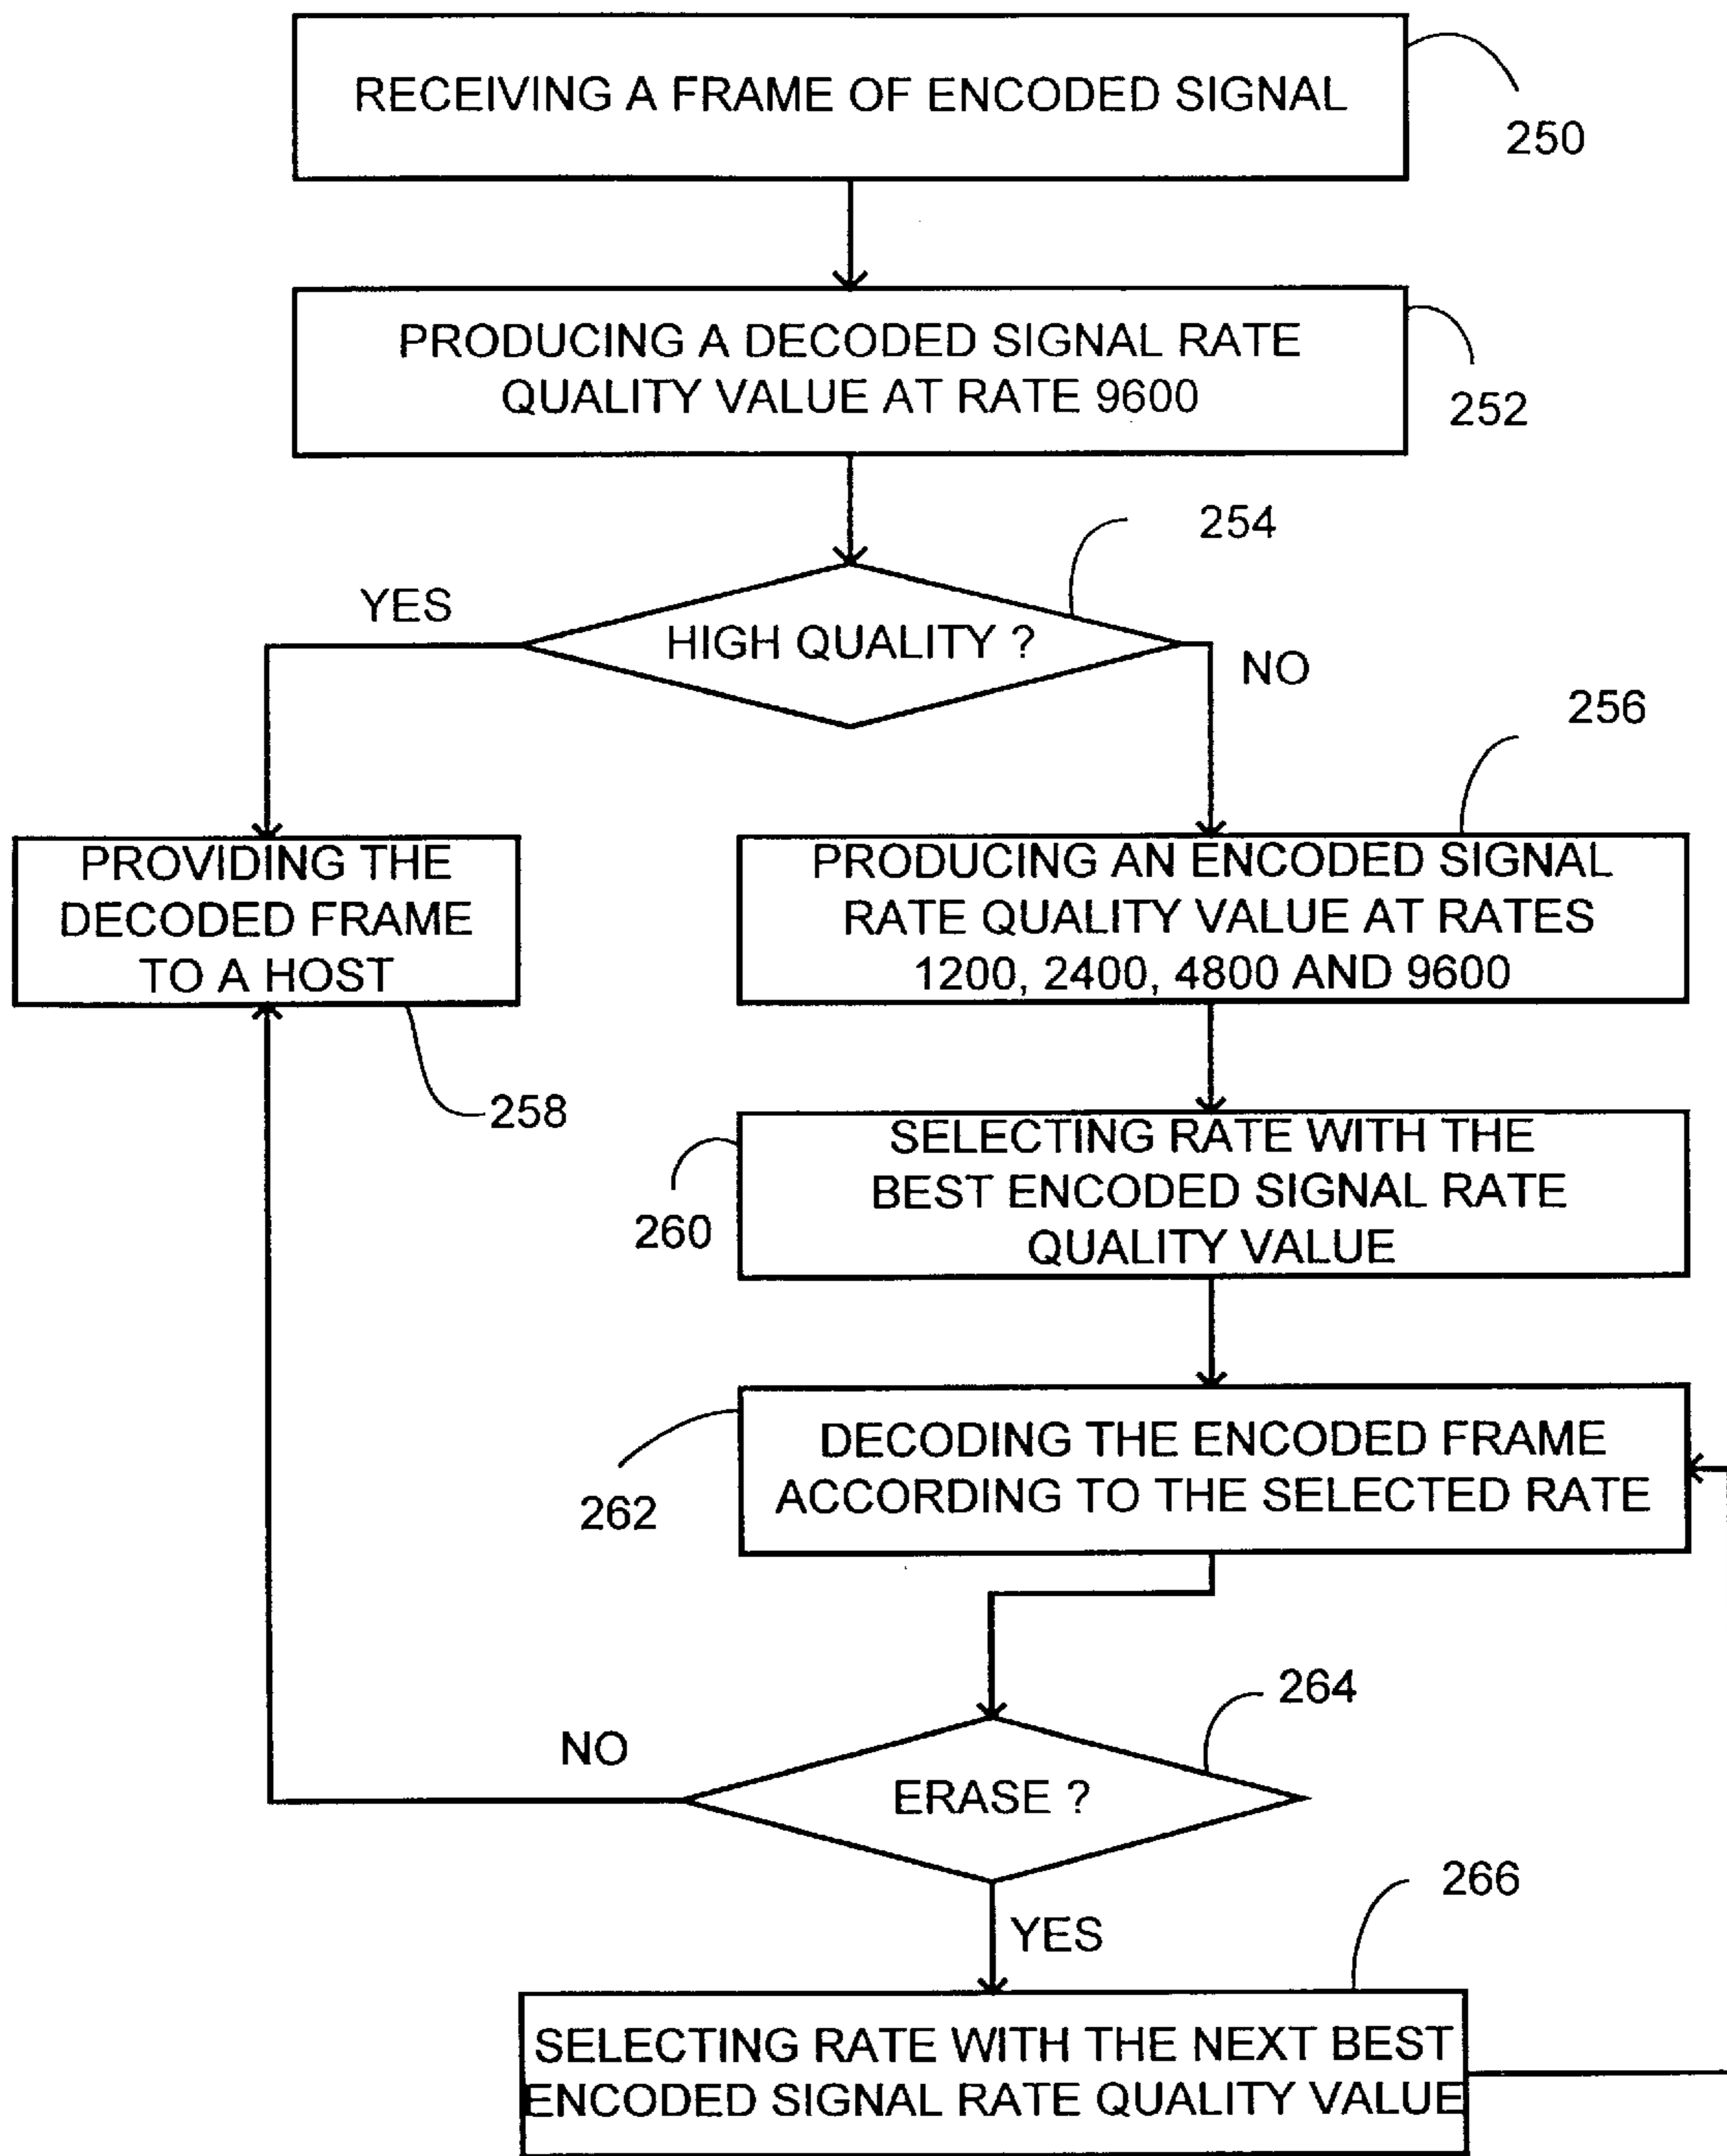 RECEIVING A FRAME OF ENCODED SIGNAL
250
PRODUCING A DECODED SIGNAL RATE
QUALITY VALUE AT RATE 9600
252
254
YES
HIGH QUALITY ?
NO
256
PROVIDING THE
DECODED FRAME
TO A HOST
258
PRODUCING AN ENCODED SIGNAL
RATE QUALITY VALUE AT RATES
1200, 2400, 4800 AND 9600
SELECTING RATE WITH THE
BEST ENCODED SIGNAL RATE
QUALITY VALUE
260
DECODING THE ENCODED FRAME
ACCORDING TO THE SELECTED RATE
262
264
NO
ERASE ?
YES
266
SELECTING RATE WITH THE NEXT BEST
ENCODED SIGNAL RATE QUALITY VALUE